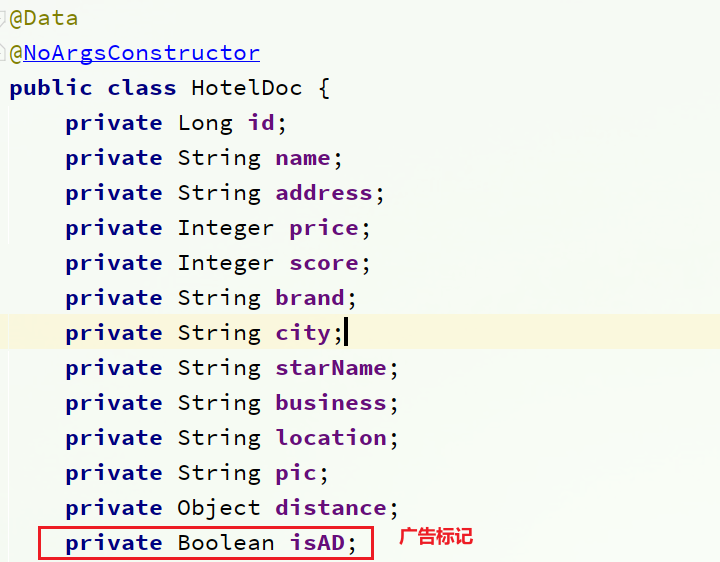 @Data
@NoArgsConstructor
public class HotelDoc {
    private Long id;
    private String name;
    private String address;
    private Integer price;
    private Integer score;
    private String brand;
    private String city;
    private String starName;
    private String business;
    private String location;
    private String pic;
    private Object distance;
    private Boolean isAD; 广告标记